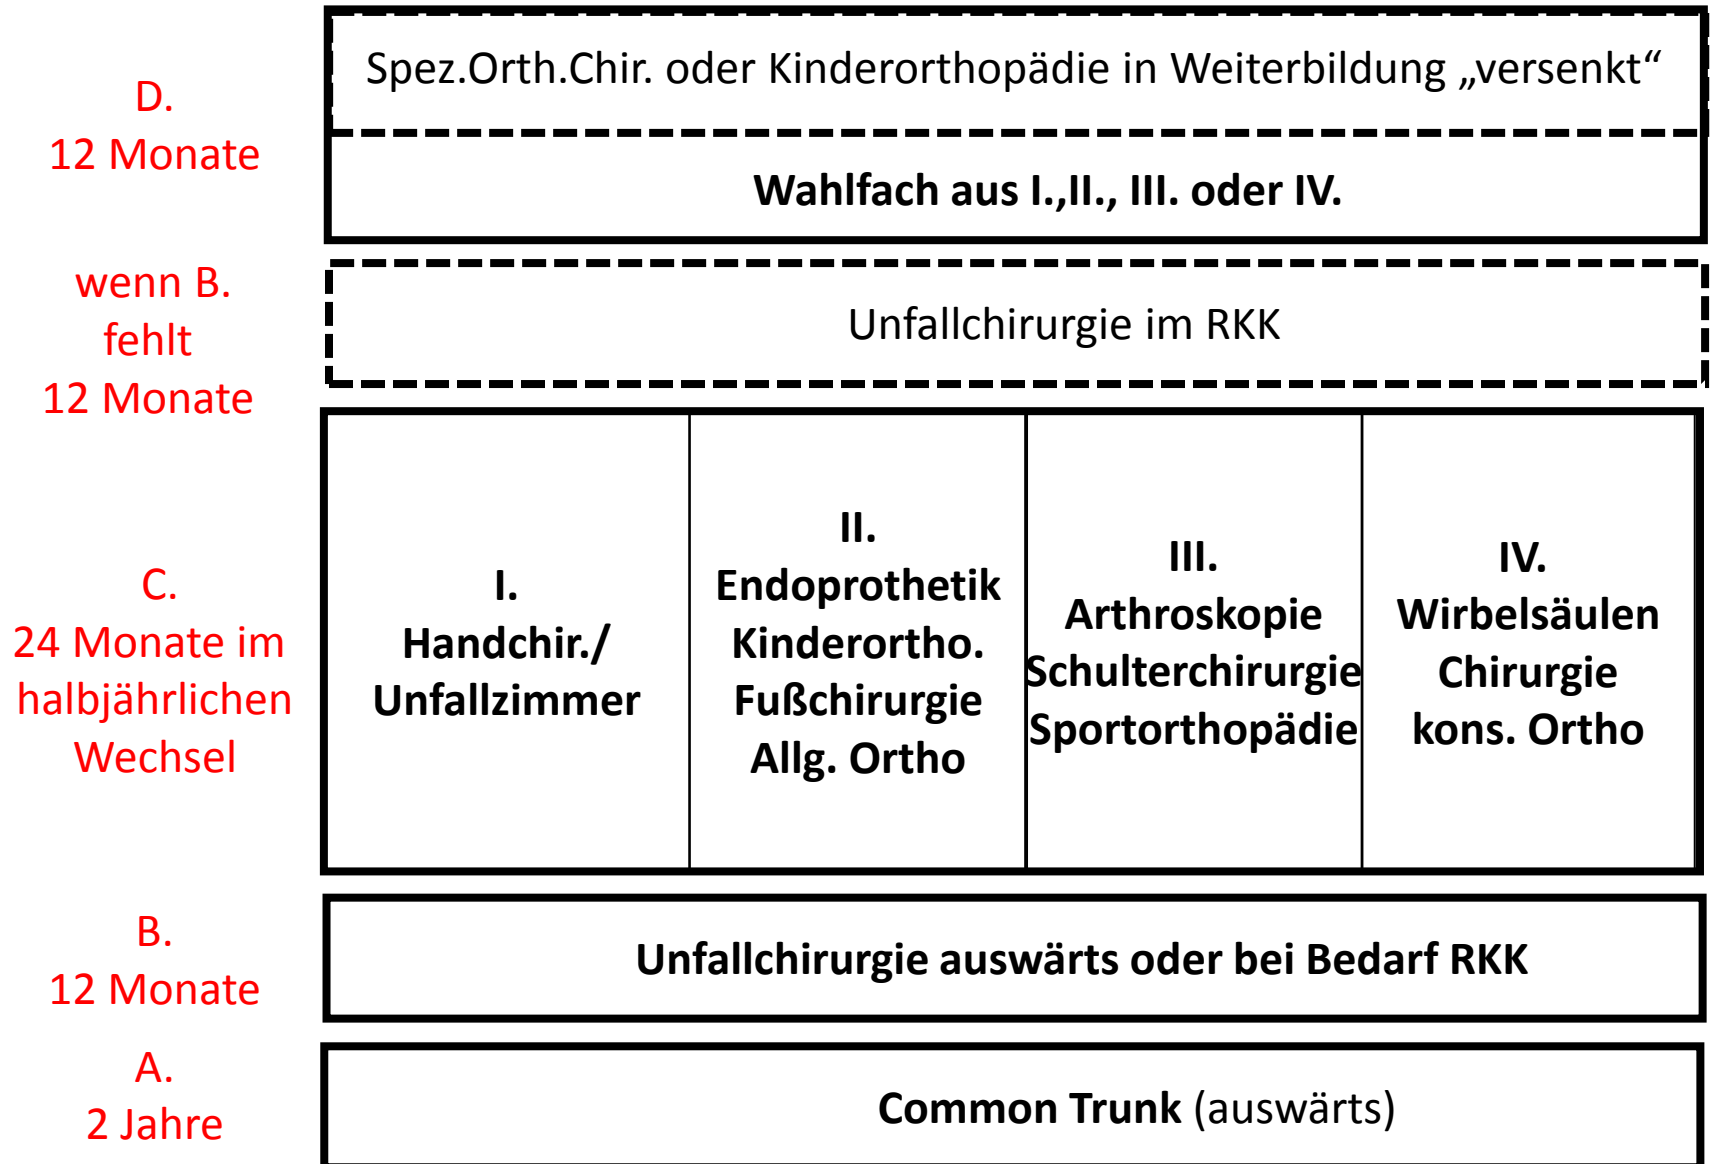 D.
12 Monate
Spez.Orth.Chir. oder Kinderorthopädie in Weiterbildung „versenkt“
Wahlfach aus I.,II., III. oder IV.
wenn B.
fehlt
12 Monate
Unfallchirurgie im RKK
C.
24 Monate im
halbjährlichen
Wechsel
I.
Handchir./
Unfallzimmer
II.
Endoprothetik
Kinderortho.
Fußchirurgie
Allg. Ortho
III.
Arthroskopie
Schulterchirurgie
Sportorthopädie
IV.
Wirbelsäulen
Chirurgie
kons. Ortho
B.
12 Monate
Unfallchirurgie auswärts oder bei Bedarf RKK
A.
2 Jahre
Common Trunk (auswärts)